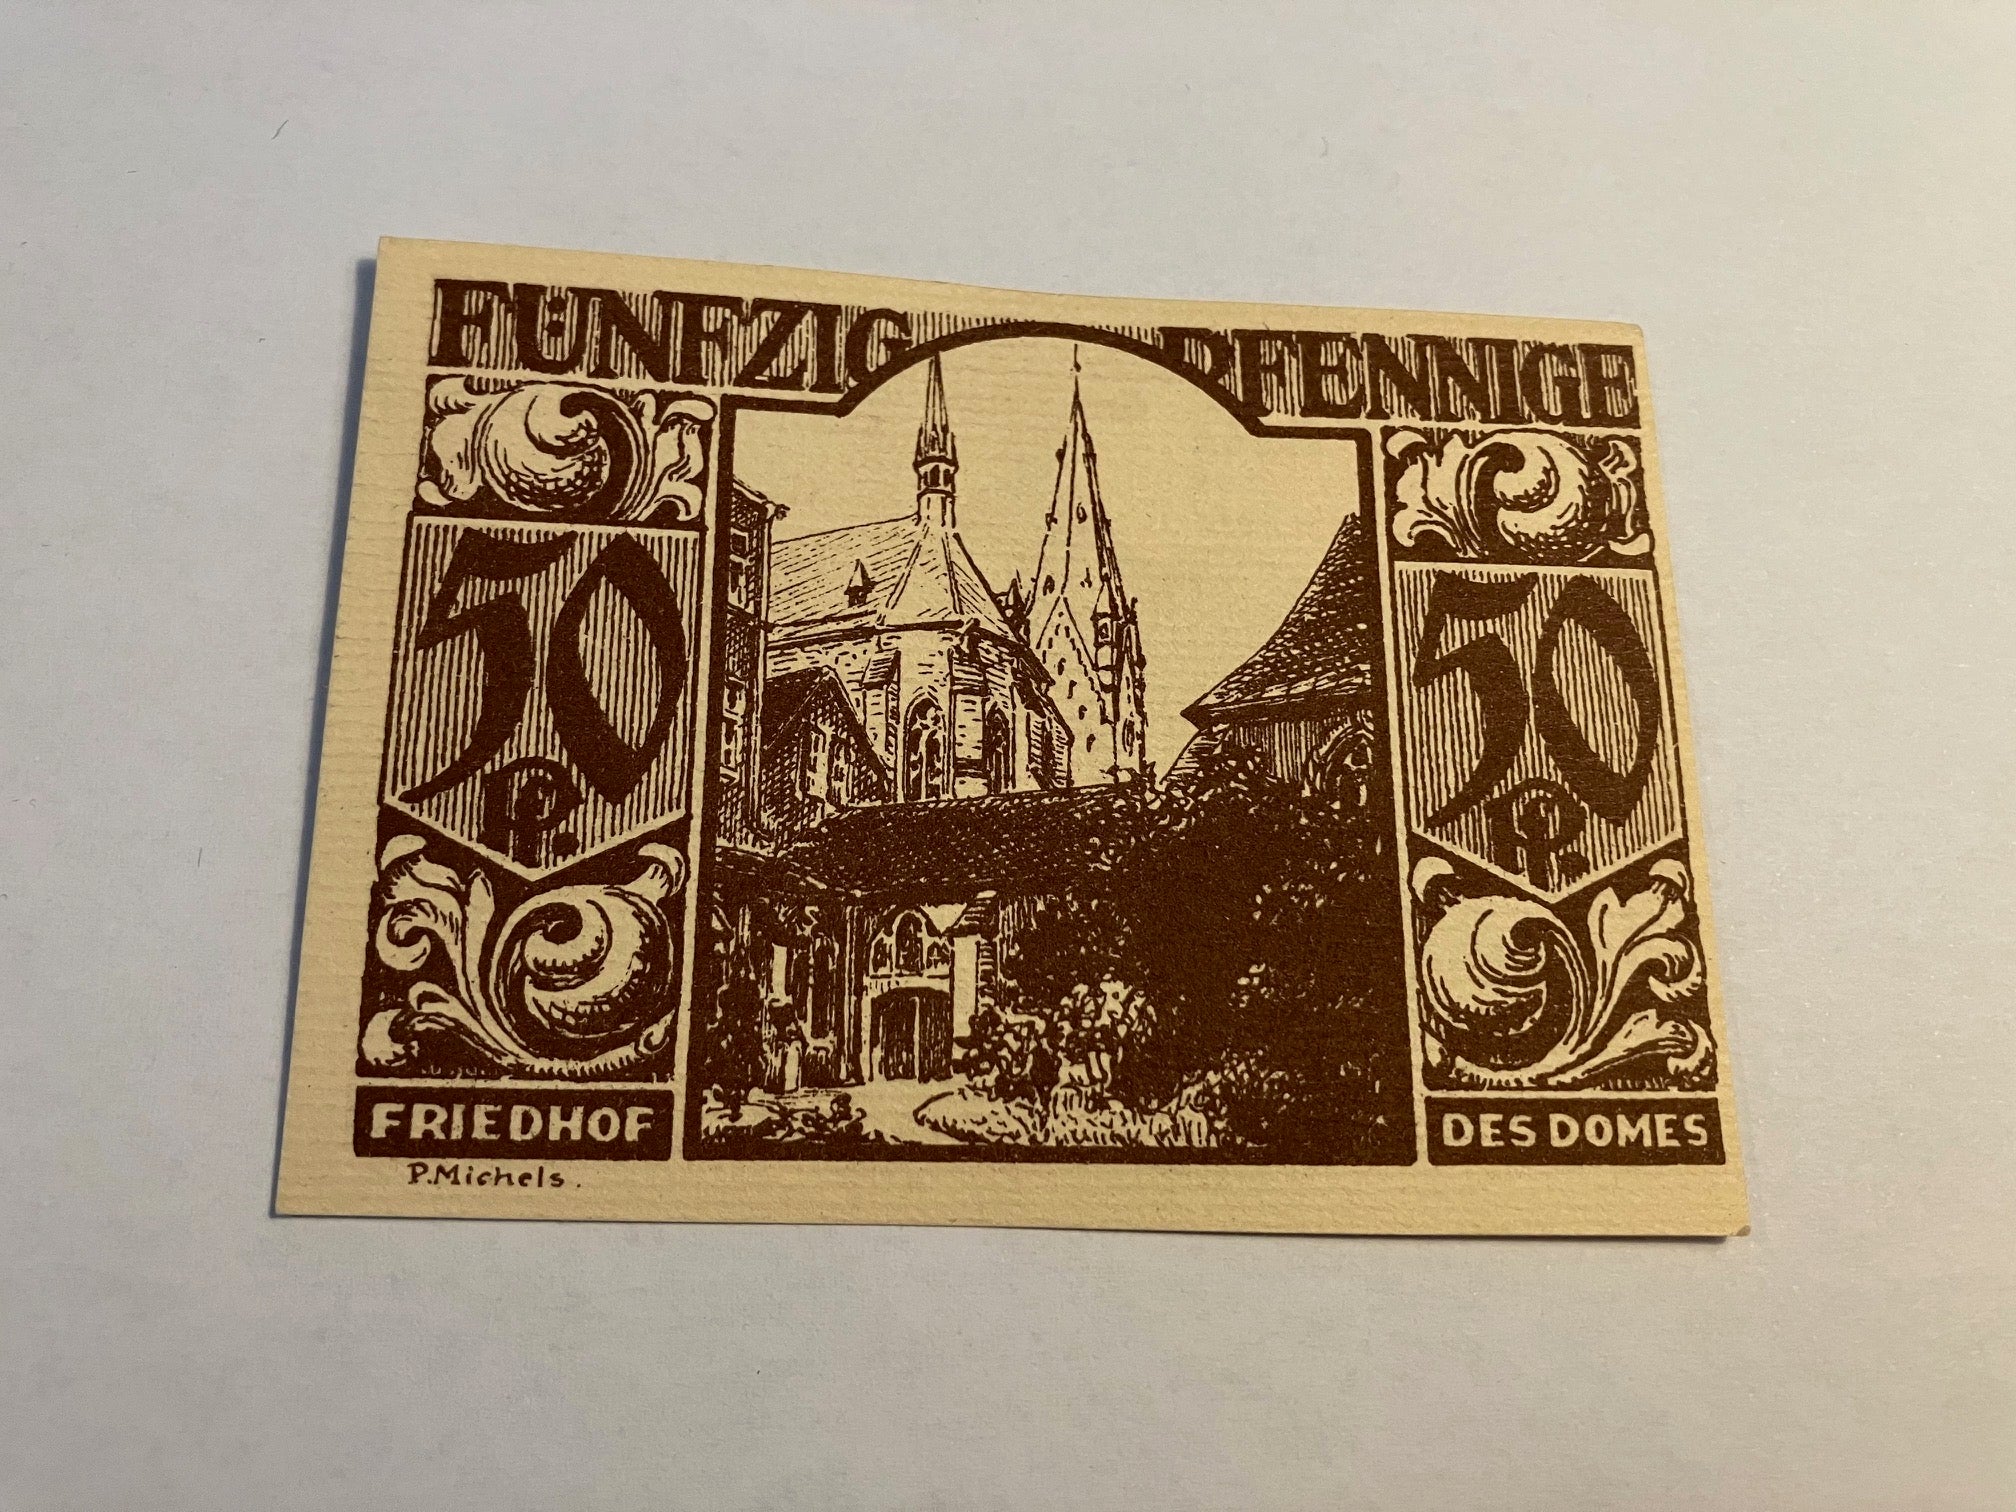 FÜNFZIG PFENNIGE
50 50
Pf Pf
FRIEDHOF DES DOMES
P.Michels.